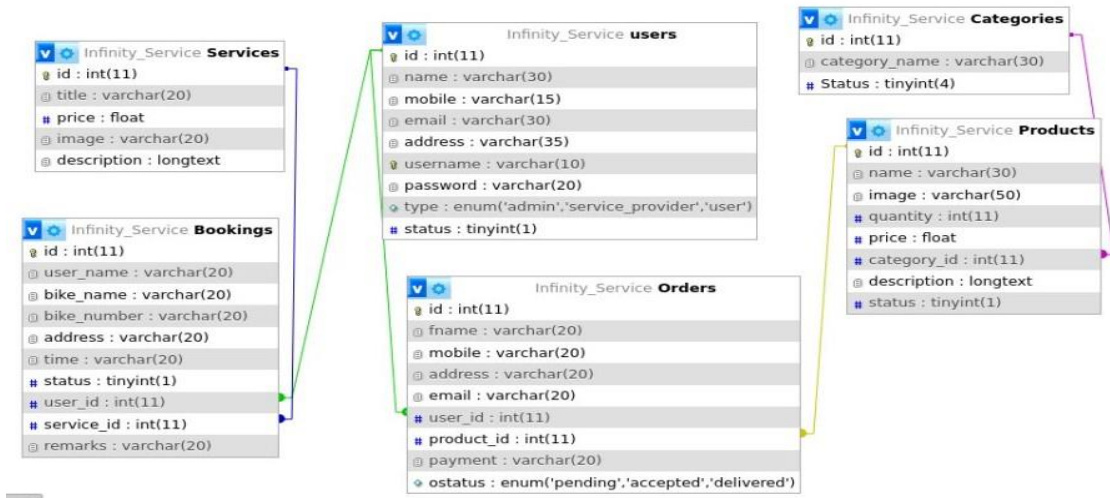 Infinity_Service Services
id : int(11)
title : varchar(20)
price : float
image : varchar(20)
description : longtext
Infinity_Service users
id : int(11)
name : varchar(30)
mobile : varchar(15)
email : varchar(30)
address : varchar(35)
username : varchar(10)
password : varchar(20)
type : enum('admin','service_provider','user')
status : tinyint(1)
Infinity_Service Categories
id : int(11)
category_name : varchar(30)
Status : tinyint(4)
Infinity_Service Products
id : int(11)
name : varchar(30)
image : varchar(50)
quantity : int(11)
price : float
category_id : int(11)
description : longtext
status : tinyint(1)
Infinity_Service Bookings
id : int(11)
user_name : varchar(20)
bike_name : varchar(20)
bike_number : varchar(20)
address : varchar(20)
time : varchar(20)
status : tinyint(1)
user_id : int(11)
service_id : int(11)
remarks : varchar(20)
Infinity_Service Orders
id : int(11)
fname : varchar(20)
mobile : varchar(20)
address : varchar(20)
email : varchar(20)
user_id : int(11)
product_id : int(11)
payment : varchar(20)
ostatus : enum('pending','accepted','delivered')